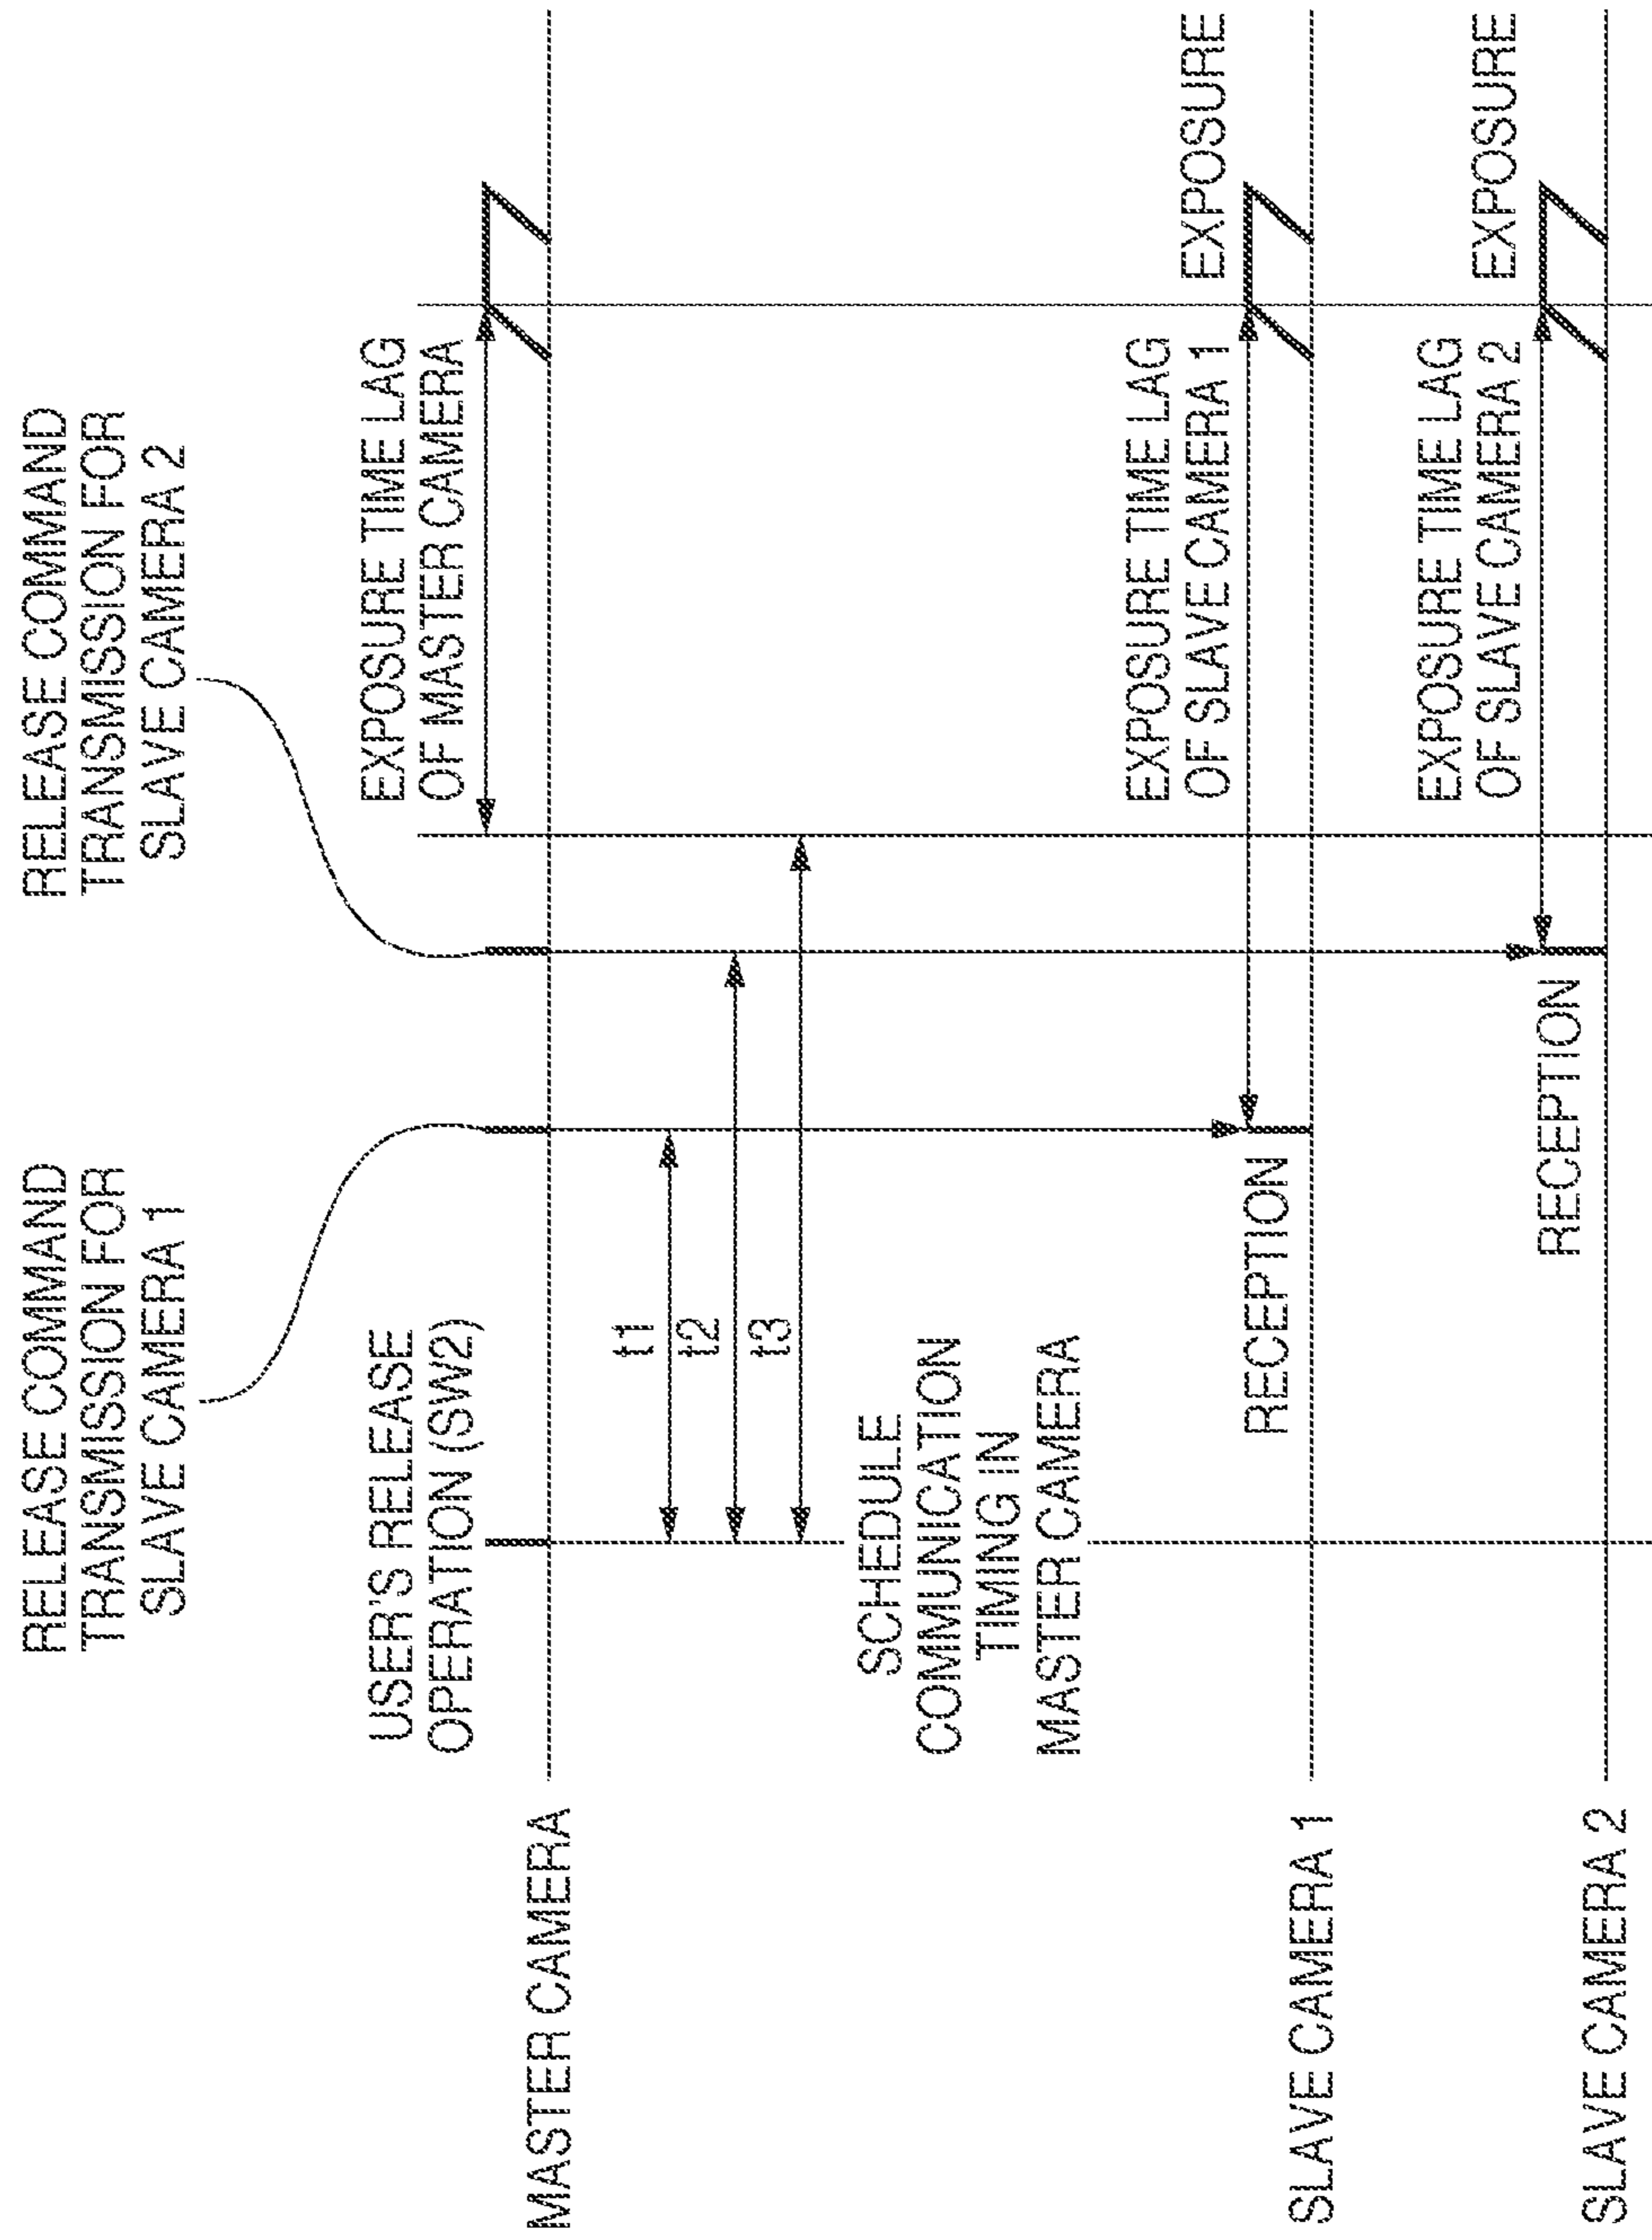 RELEASE COMMAND
TRANSMISSION FOR
SLAVE CAMERA 1
RELEASE COMMAND
TRANSMISSION FOR
SLAVE CAMERA 2
USER'S RELEASE
OPERATION (SW2)
EXPOSURE TIME LAG
OF MASTER CAMERA
MASTER CAMERA
t1
t2
t3
SCHEDULE
COMMUNICATION
TIMING IN
MASTER CAMERA
EXPOSURE TIME LAG
OF SLAVE CAMERA 1
EXPOSURE
RECEPTION
SLAVE CAMERA 1
EXPOSURE TIME LAG
OF SLAVE CAMERA 2
EXPOSURE
RECEPTION
SLAVE CAMERA 2